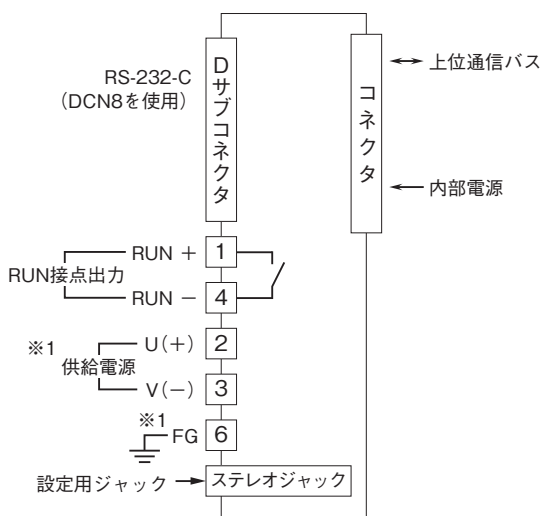 RS-232-C
（DCN8を使用）
Dサブコネクタ
コネクタ
上位通信バス
内部電源
RUN接点出力
RUN + 1
RUN − 4
※1
供給電源
U(+) 2
V(−) 3
※1
FG 6
設定用ジャック
ステレオジャック